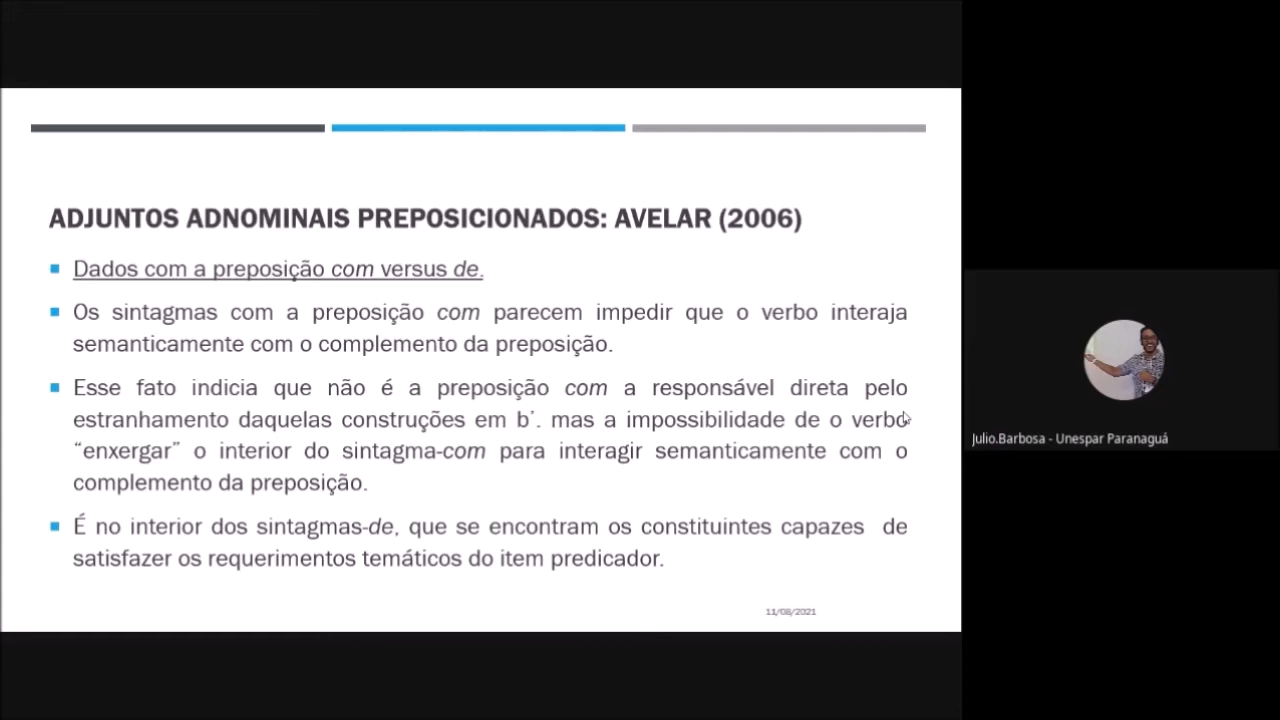 ADJUNTOS ADNOMINAIS PREPOSICIONADOS: AVELAR (2006)
Dados com a preposição com versus de.
Os sintagmas com a preposição com parecem impedir que o verbo interaja
semanticamente com o complemento da preposição.
Esse fato indicia que não é a preposição com a responsável direta pelo
estranhamento daquelas construções em b'. mas a impossibilidade de o verbo
“enxergar” o interior do sintagma-com para interagir semanticamente com o
complemento da preposição.
É no interior dos sintagmas-de, que se encontram os constituintes capazes de
satisfazer os requerimentos temáticos do item predicador.
11/08/2021
Julio.Barbosa - Unespar Paranaguá